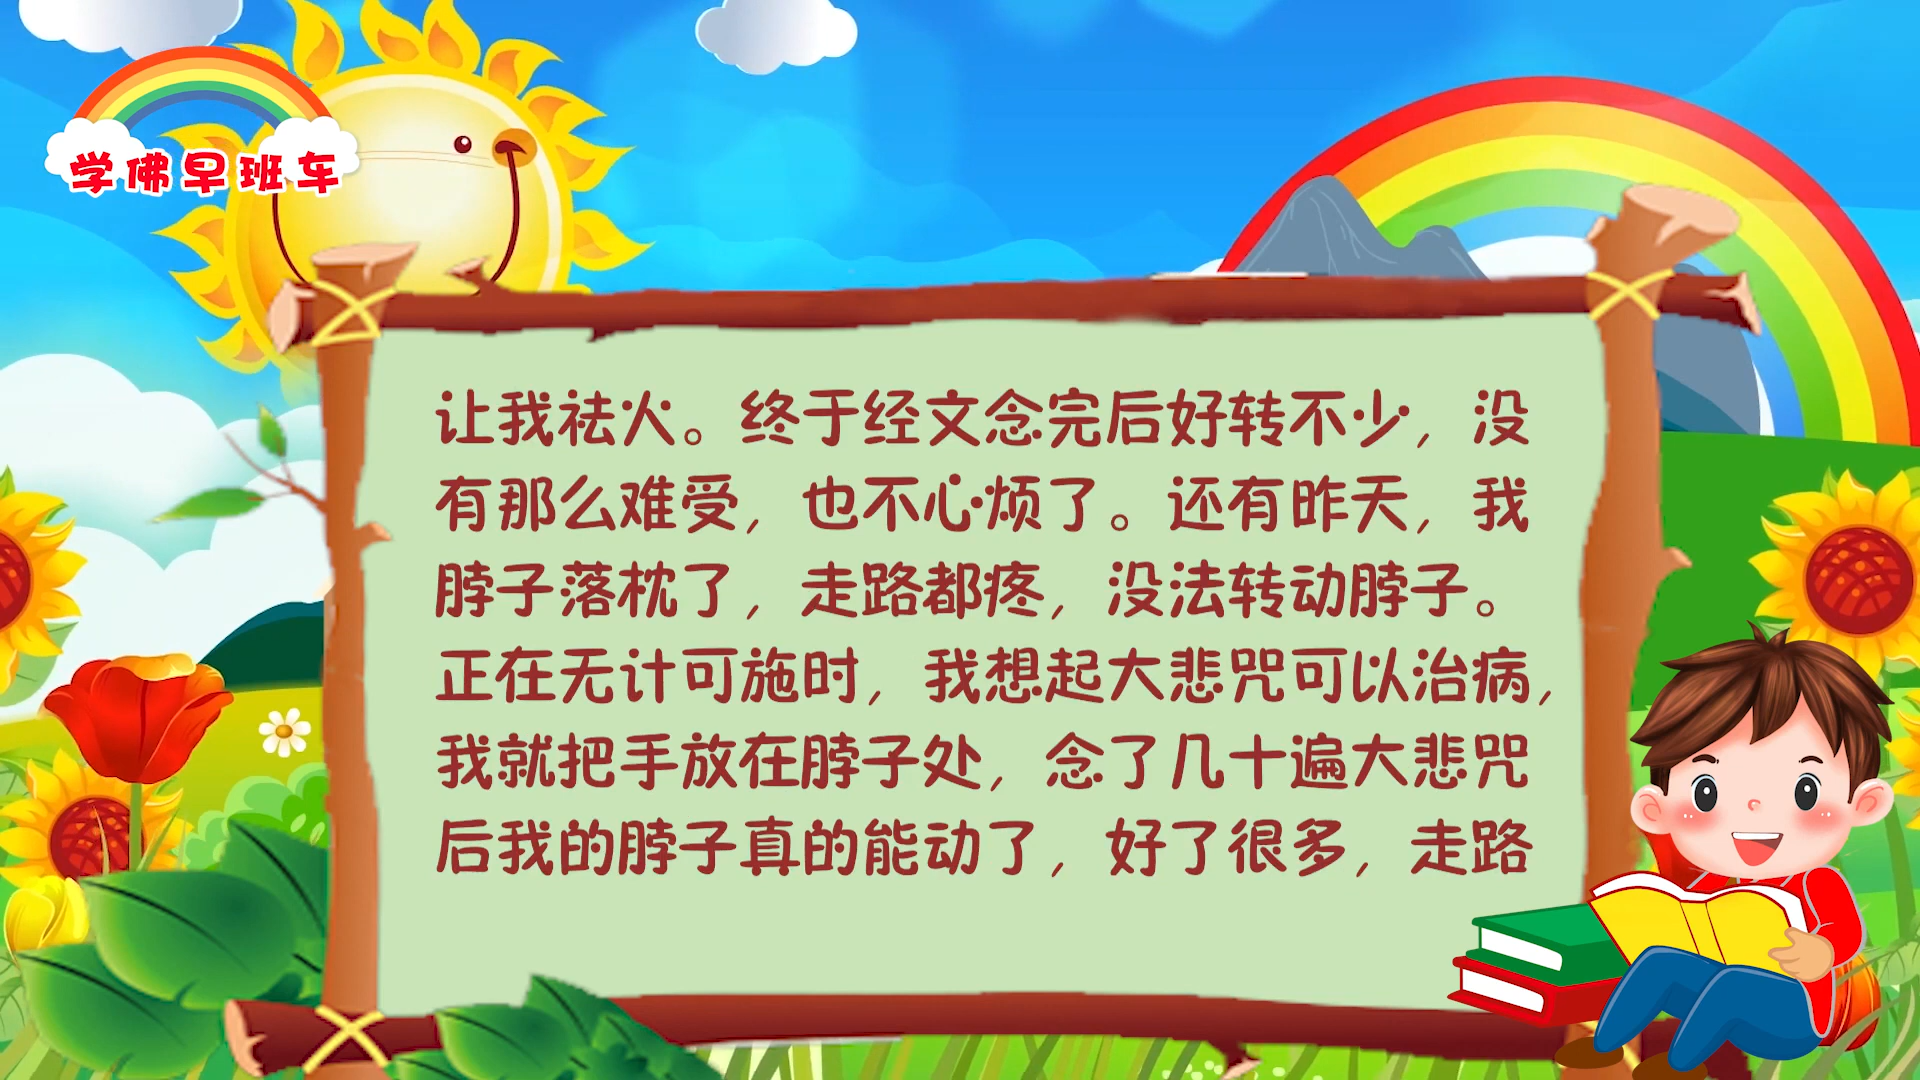 学佛早班车
让我祛火。终于经文念完后好转不少，没
有那么难受，也不心烦了。还有昨天，我
脖子落枕了，走路都疼，没法转动脖子。
正在无计可施时，我想起大悲咒可以治病，
我就把手放在脖子处，念了几十遍大悲咒
后我的脖子真的能动了，好了很多，走路